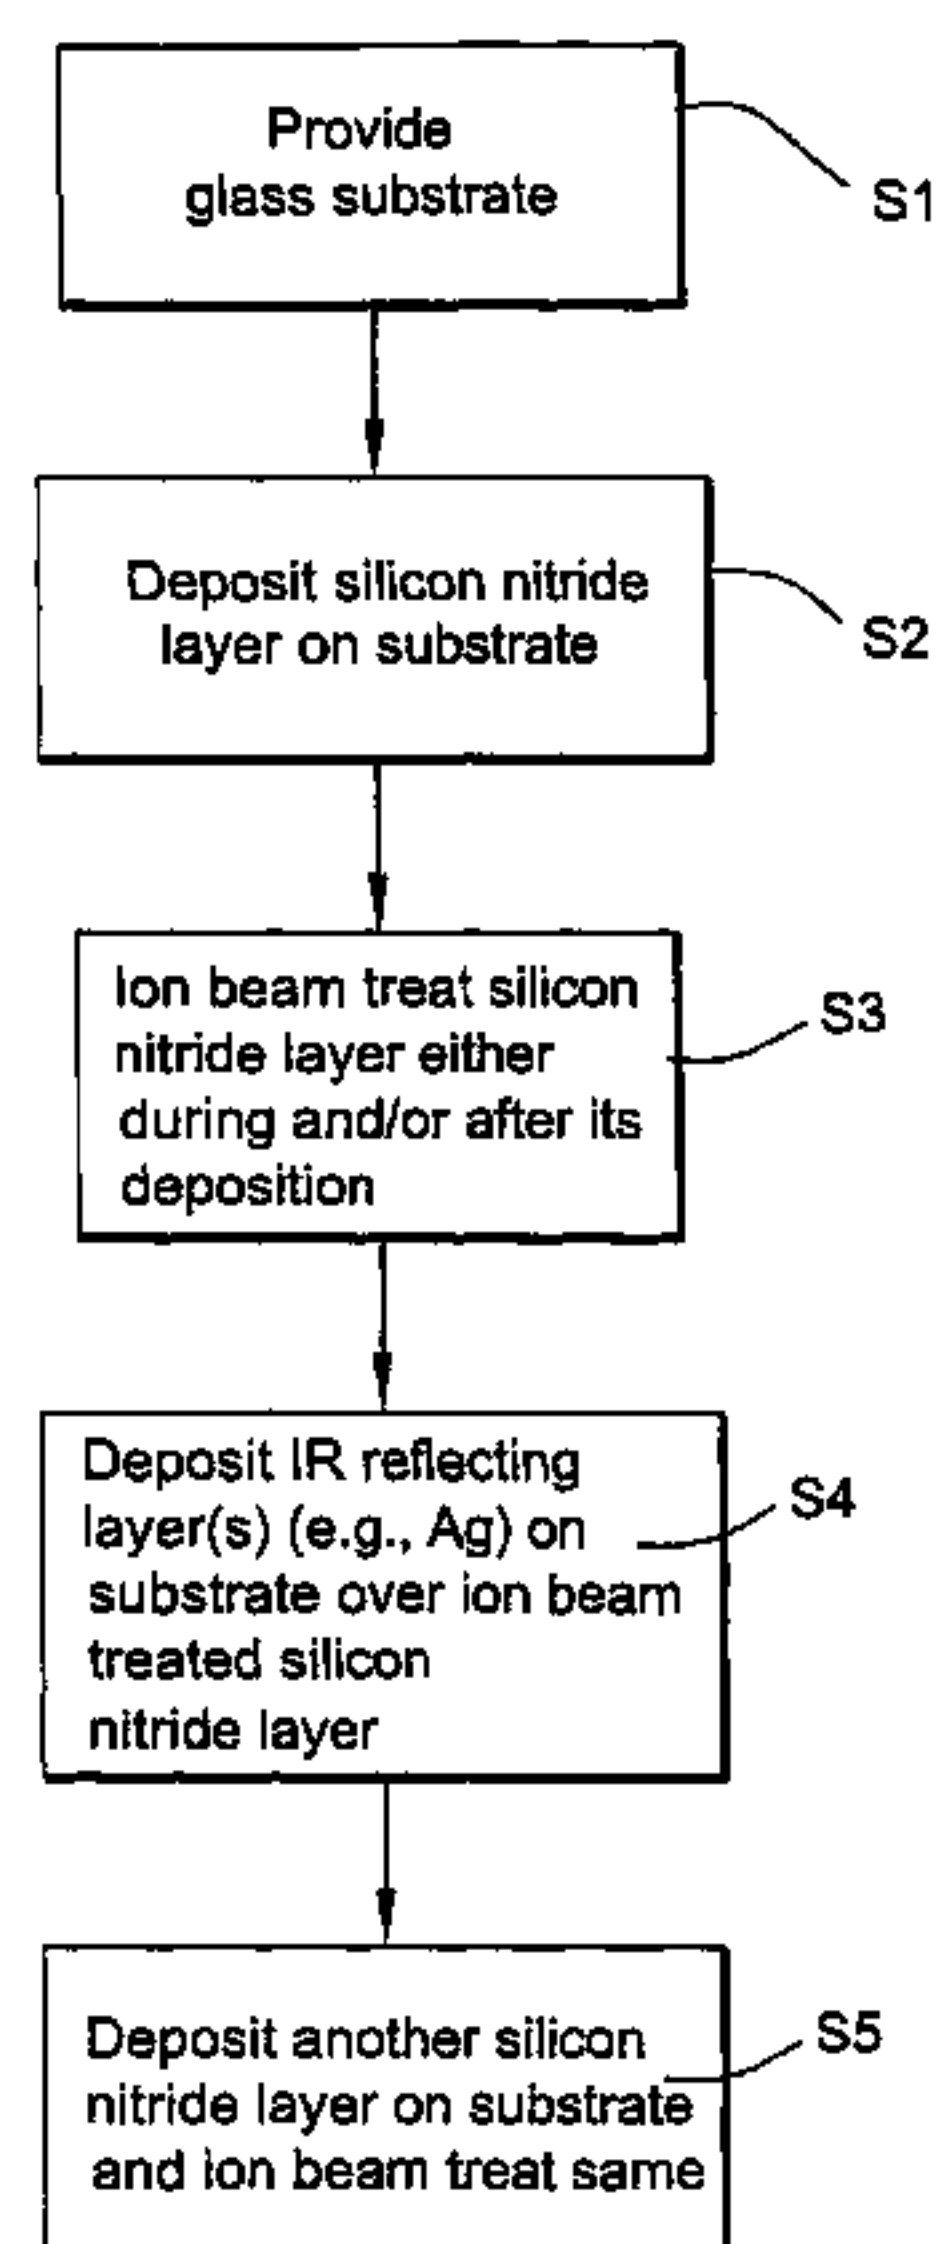 Provide
glass substrate
S1
Deposit silicon nitride
layer on substrate
S2
Ion beam treat silicon
nitride layer either
during and/or after its
deposition
S3
Deposit IR reflecting
layer(s) (e.g., Ag) on
substrate over ion beam
treated silicon
nitride layer
S4
Deposit another silicon
nitride layer on substrate
and ion beam treat same
S5